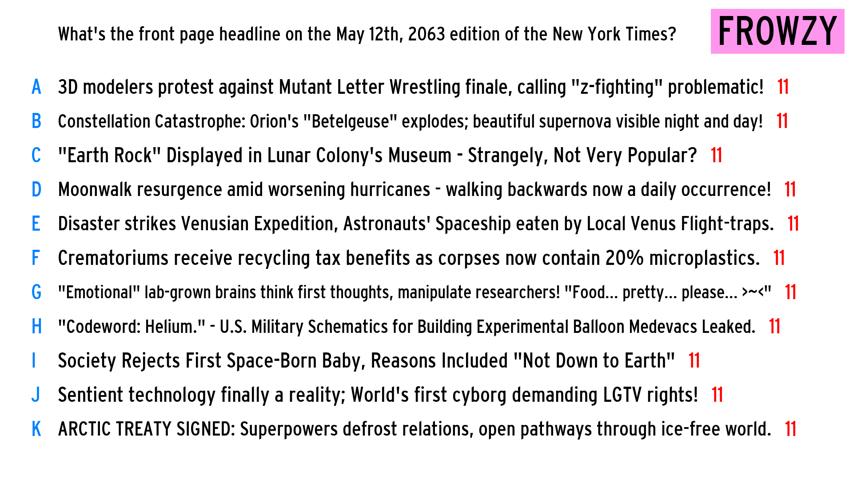 What's the front page headline on the May 12th, 2063 edition of the New York Times?
FROWZY
A 3D modelers protest against Mutant Letter Wrestling finale, calling "z-fighting" problematic! 11
B Constellation Catastrophe: Orion's "Betelgeuse" explodes; beautiful supernova visible night and day! 11
C "Earth Rock" Displayed in Lunar Colony's Museum - Strangely, Not Very Popular? 11
D Moonwalk resurgence amid worsening hurricanes - walking backwards now a daily occurrence! 11
E Disaster strikes Venusian Expedition, Astronauts' Spaceship eaten by Local Venus Flight-traps. 11
F Crematoriums receive recycling tax benefits as corpses now contain 20% microplastics. 11
G "Emotional" lab-grown brains think first thoughts, manipulate researchers! "Food... pretty... please... >~<" 11
H "Codeword: Helium." - U.S. Military Schematics for Building Experimental Balloon Medevacs Leaked. 11
I Society Rejects First Space-Born Baby, Reasons Included "Not Down to Earth" 11
J Sentient technology finally a reality; World's first cyborg demanding LGTV rights! 11
K ARCTIC TREATY SIGNED: Superpowers defrost relations, open pathways through ice-free world. 11